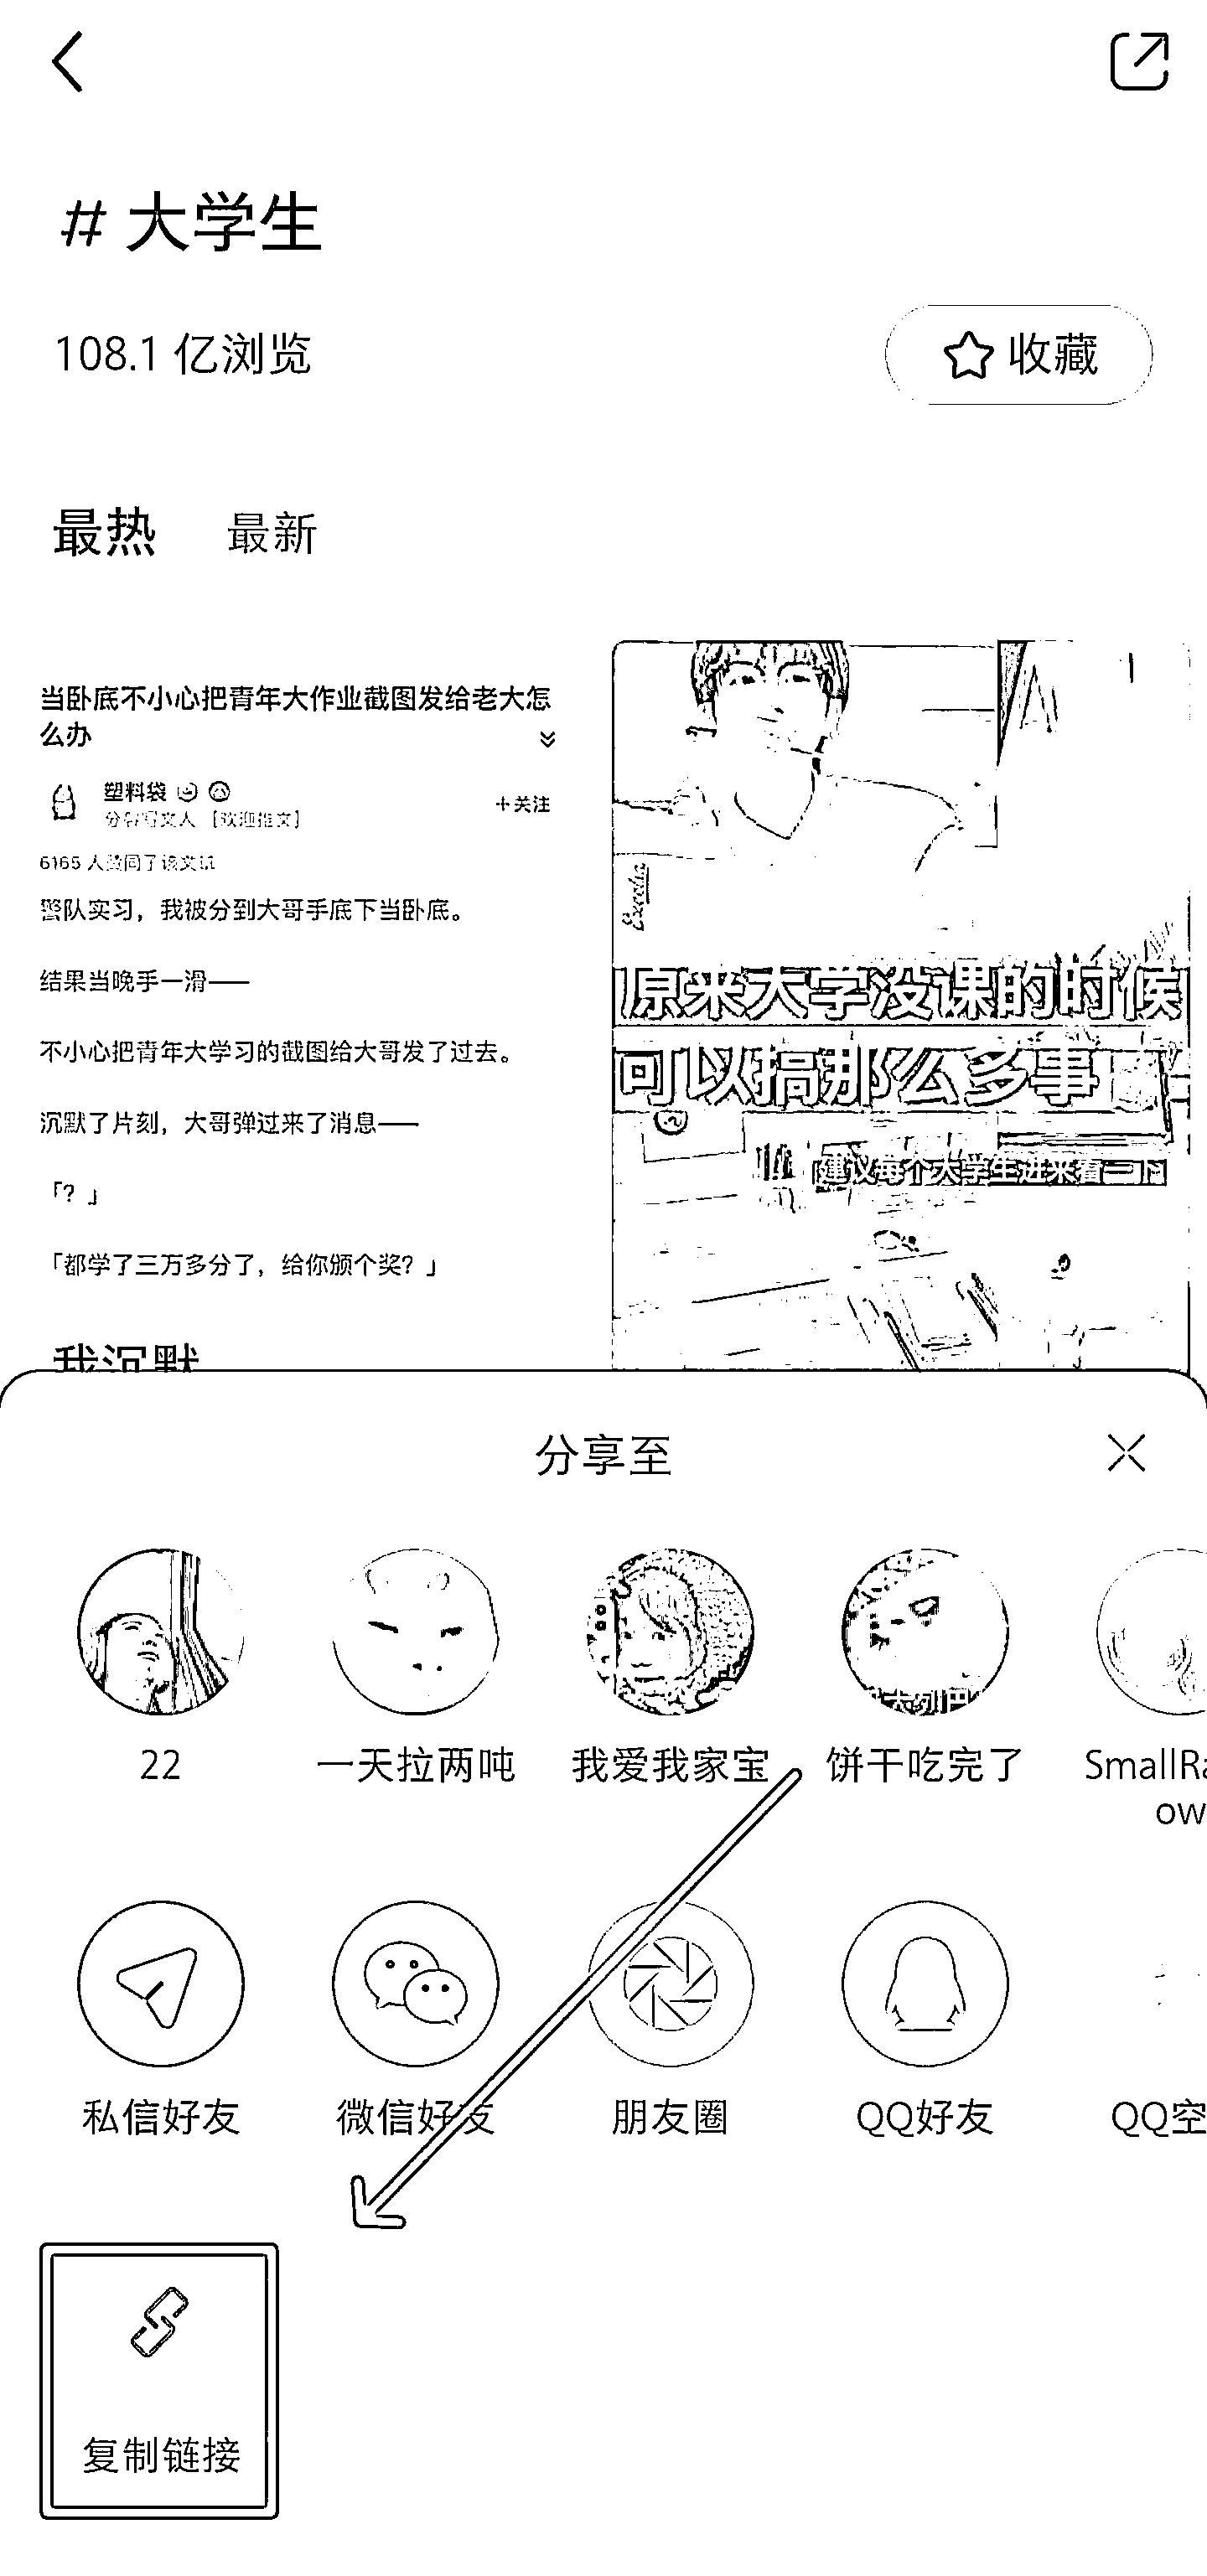 # 大学生
108.1 亿浏览
收藏
最热 最新
当卧底不小心把青年大作业截图发给老大怎
么办
塑料袋
+关注
分享写文人 【欢迎推文】
6165 人赞同了该文章
警队实习，我被分到大哥手底下当卧底。
结果当晚手一滑——
不小心把青年大学习的截图给大哥发了过去。
沉默了片刻，大哥弹过来了消息——
「？」
「都学了三万多分了，给你颁个奖？」
我沉默
原来大学没课的时候
可以搞那么多事
建议每个大学生进来看一下
分享至
22
一天拉两吨
我爱我家宝
饼干吃完了
SmallRa
ow
私信好友
微信好友
朋友圈
QQ好友
QQ空
复制链接